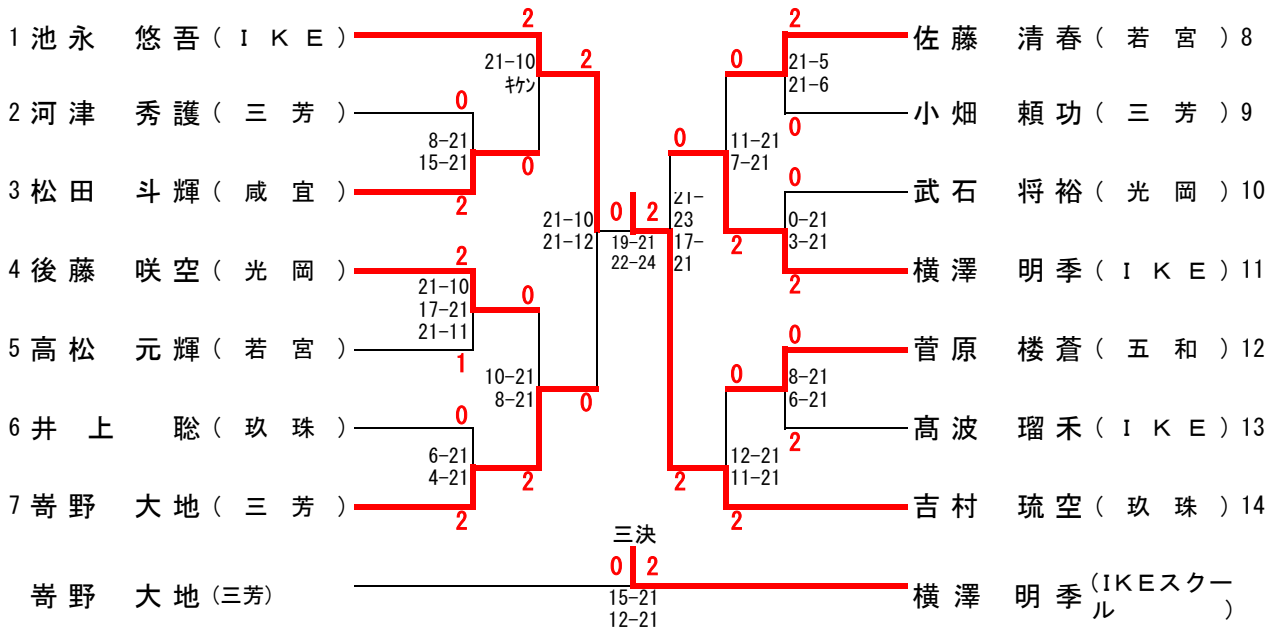 1 池永 悠吾 (IKE)
2 河津 秀護 (三芳)
3 松田 斗輝 (咸宜)
4 後藤 咲空 (光岡)
5 高松 元輝 (若宮)
6 井上 聡 (玖珠)
7 嵜野 大地 (三芳)
2
21-10
キケン
2
0
8-21
15-21
0
2
21-10
21-12
2
21-10
17-21
21-11
0
1
10-21
8-21
0
0
6-21
4-21
2
2
0 2
19-21
22-24
佐藤 清春 (若宮) 8
小畑 頼功 (三芳) 9
武石 将裕 (光岡) 10
横澤 明季 (IKE) 11
菅原 楼蒼 (五和) 12
髙波 瑠禾 (IKE) 13
吉村 琉空 (玖珠) 14
2
0
21-5
21-6
0
0
11-21
7-21
0
0-21
3-21
2
2
21-
23
17-
21
0
0
8-21
6-21
2
12-21
11-21
2
2
三決
嵜野 大地 (三芳)
0 2
15-21
12-21
横澤 明季 (IKEスクー
ル )